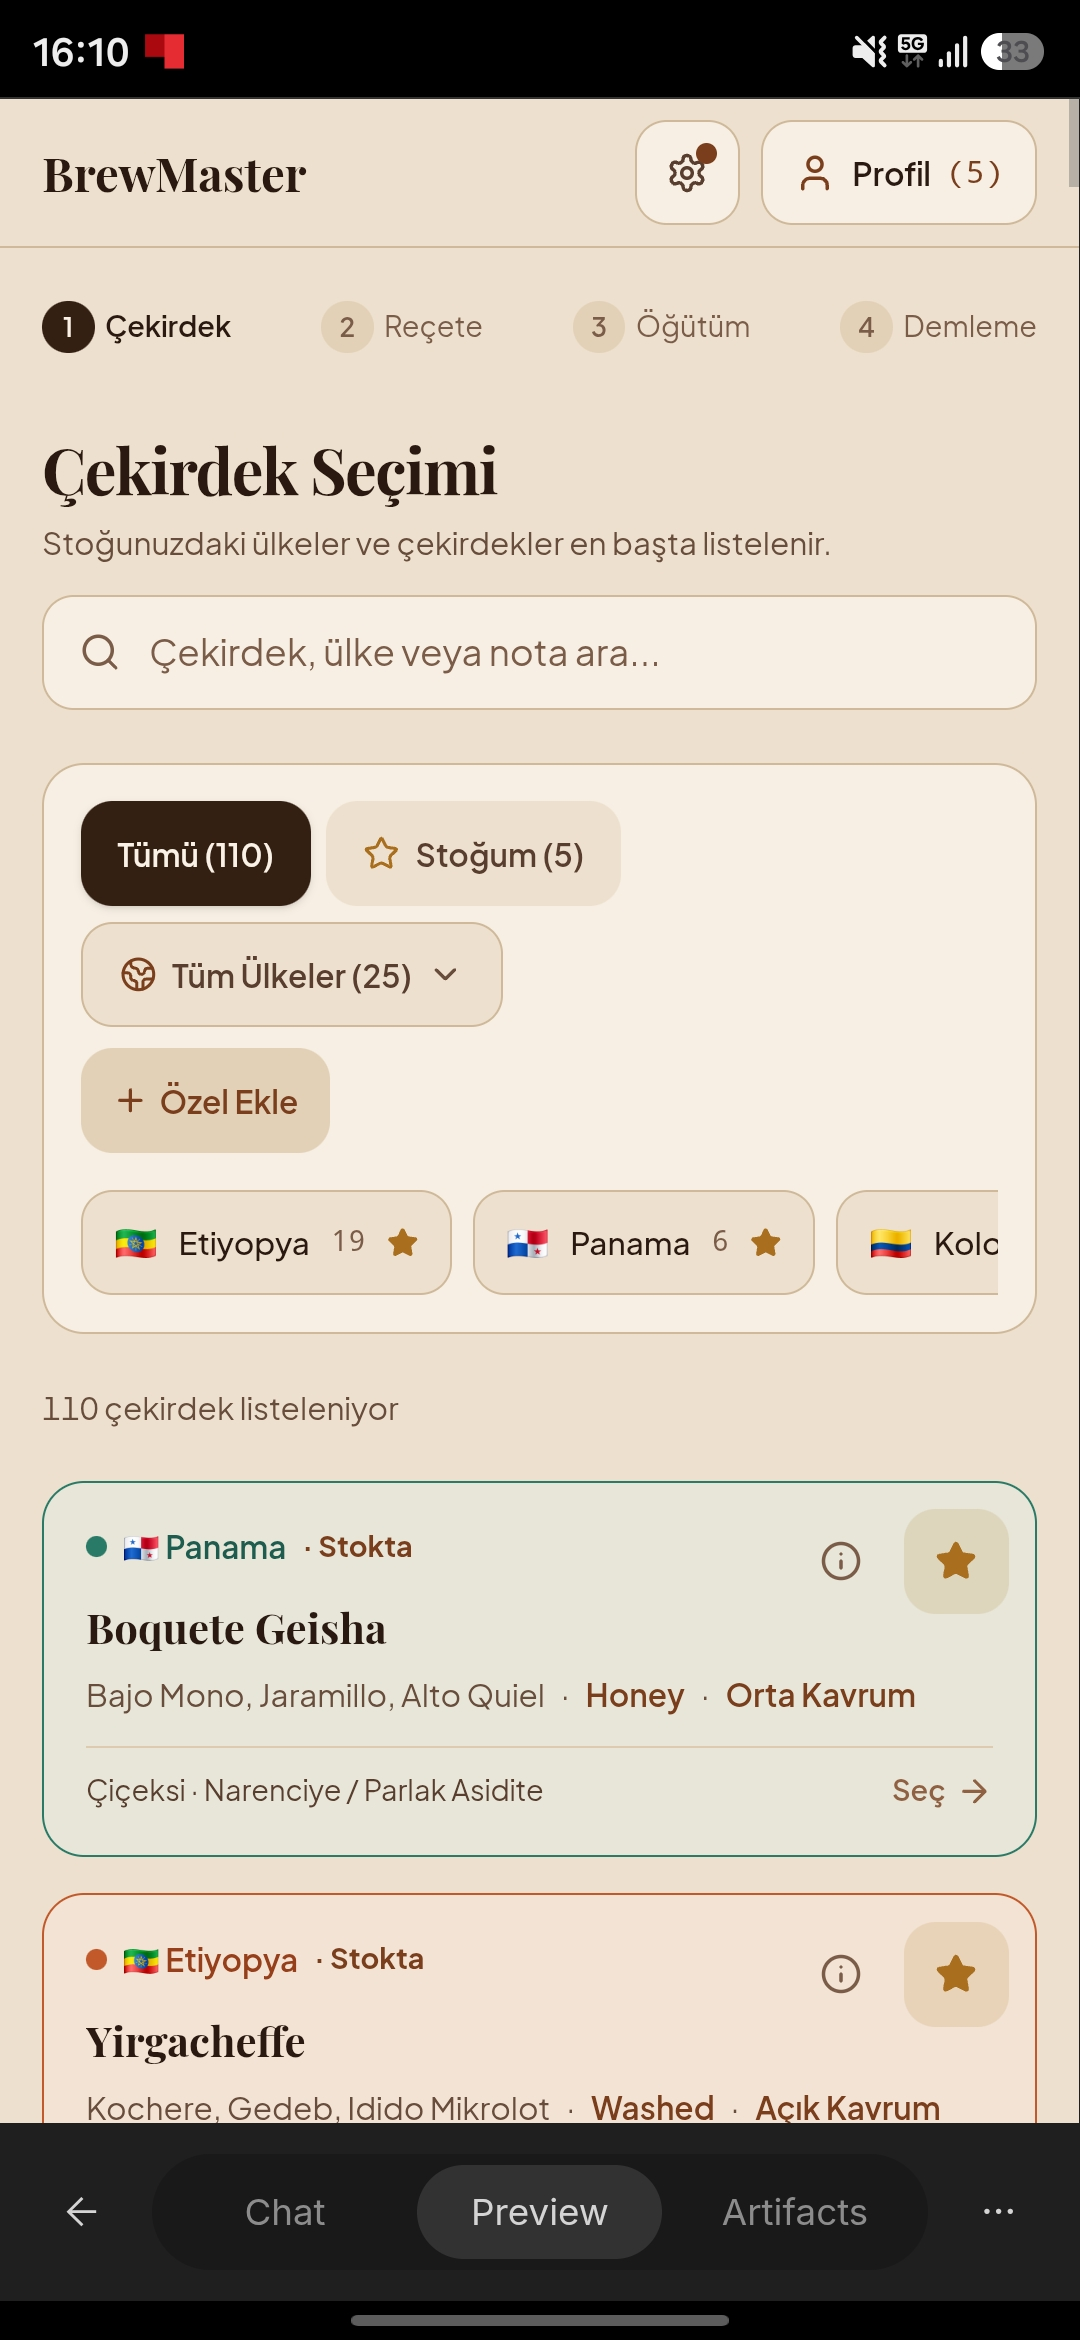 16:10 5G 33
BrewMaster Profil (5)
1 Çekirdek 2 Reçete 3 Öğütüm 4 Demleme
Çekirdek Seçimi
Stoğunuzdaki ülkeler ve çekirdekler en başta listelenir.
Çekirdek, ülke veya nota ara...
Tümü (110) Stoğum (5)
Tüm Ülkeler (25)
+ Özel Ekle
Etiyopya 19 Panama 6 Kolo
110 çekirdek listeleniyor
Panama · Stokta
Boquete Geisha
Bajo Mono, Jaramillo, Alto Quiel · Honey · Orta Kavrum
Çiçeksi · Narenciye / Parlak Asidite Seç →
Etiyopya · Stokta
Yirgacheffe
Kochere, Gedeb, Idido Mikrolot · Washed · Açık Kavrum
Chat Preview Artifacts